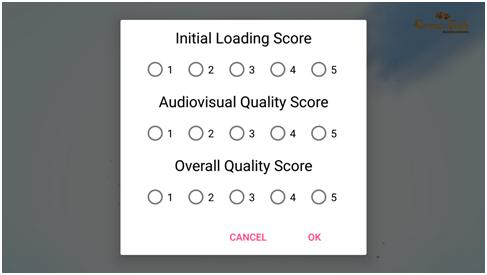 Initial Loading Score
1 2 3 4 5
Audiovisual Quality Score
1 2 3 4 5
Overall Quality Score
1 2 3 4 5
CANCEL OK